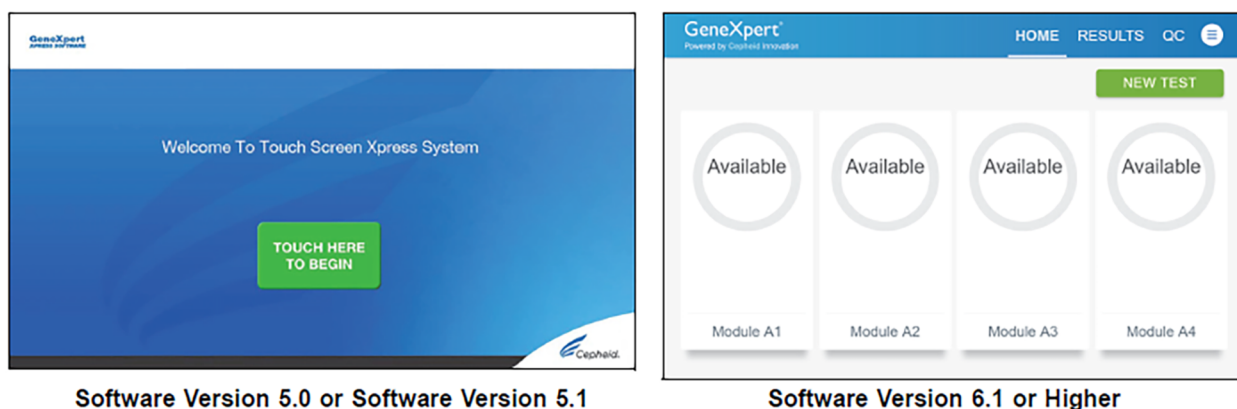 GeneXpert
XPRESS SOFTWARE
Welcome To Touch Screen Xpress System
TOUCH HERE
TO BEGIN
Cepheid.
Software Version 5.0 or Software Version 5.1
GeneXpert®
Powered by Cepheid Innovation
HOME RESULTS QC
NEW TEST
Available Available Available Available
Module A1 Module A2 Module A3 Module A4
Software Version 6.1 or Higher